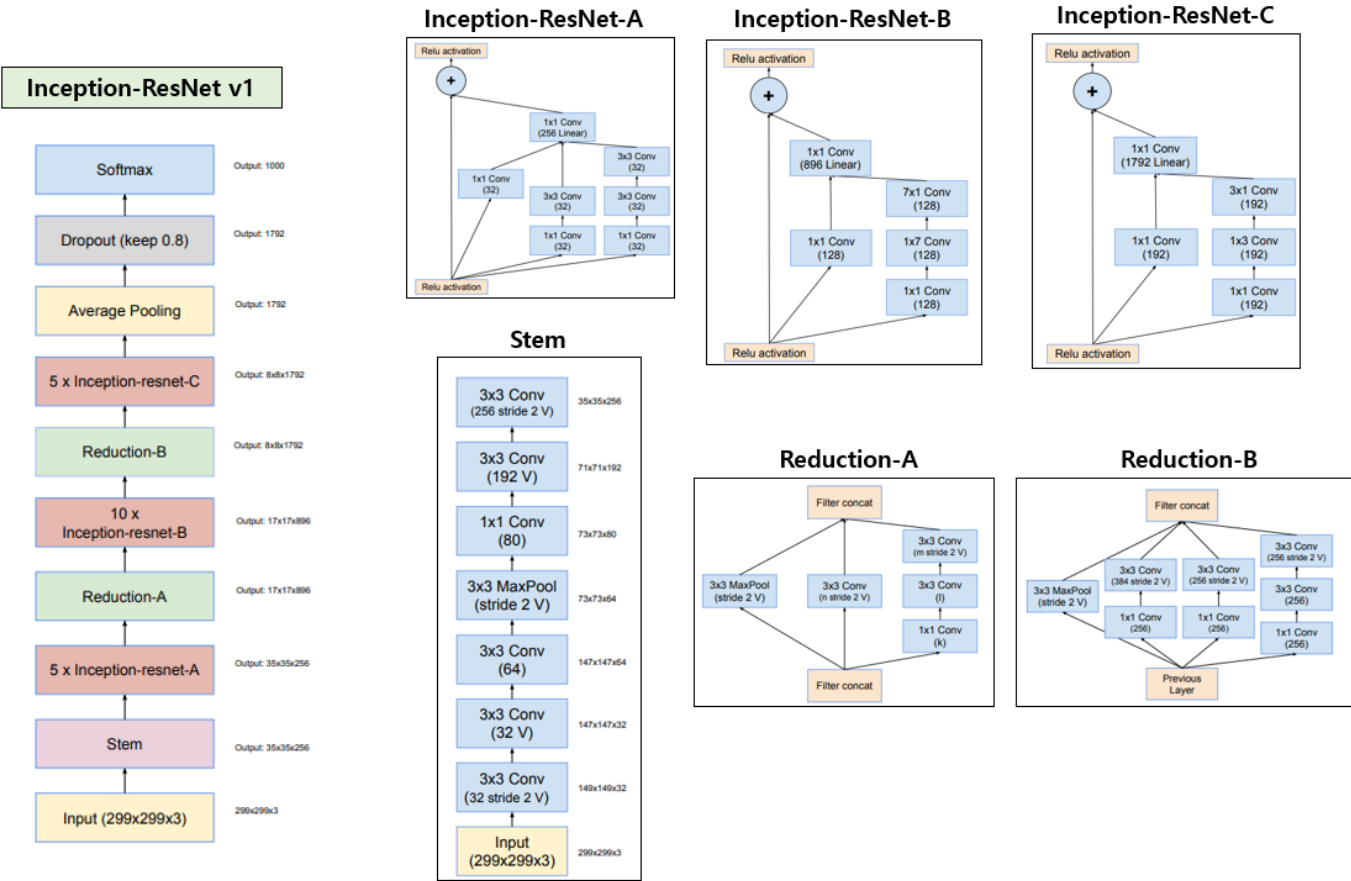 Inception-ResNet v1
Softmax
Output: 1000
Dropout (keep 0.8)
Output: 1792
Average Pooling
Output: 1792
5 x Inception-resnet-C
Output: 8x8x1792
Reduction-B
Output: 8x8x1792
10 x
Inception-resnet-B
Output: 17x17x896
Reduction-A
Output: 17x17x896
5 x Inception-resnet-A
Output: 35x35x256
Stem
Output: 35x35x256
Input (299x299x3)
299x299x3
Inception-ResNet-A
Relu activation
+
1x1 Conv
(256 Linear)
1x1 Conv
(32)
3x3 Conv
(32)
1x1 Conv
(32)
3x3 Conv
(32)
3x3 Conv
(32)
1x1 Conv
(32)
Relu activation
Inception-ResNet-B
Relu activation
+
1x1 Conv
(896 Linear)
1x1 Conv
(128)
7x1 Conv
(128)
1x7 Conv
(128)
1x1 Conv
(128)
Relu activation
Inception-ResNet-C
Relu activation
+
1x1 Conv
(1792 Linear)
1x1 Conv
(192)
3x1 Conv
(192)
1x3 Conv
(192)
1x1 Conv
(192)
Relu activation
Stem
3x3 Conv
(256 stride 2 V)
35x35x256
3x3 Conv
(192 V)
71x71x192
1x1 Conv
(80)
73x73x80
3x3 MaxPool
(stride 2 V)
73x73x64
3x3 Conv
(64)
147x147x64
3x3 Conv
(32 V)
147x147x32
3x3 Conv
(32 stride 2 V)
149x149x32
Input
(299x299x3)
299x299x3
Reduction-A
Filter concat
3x3 MaxPool
(stride 2 V)
3x3 Conv
(n stride 2 V)
3x3 Conv
(m stride 2 V)
3x3 Conv
(l)
1x1 Conv
(k)
Filter concat
Reduction-B
Filter concat
3x3 MaxPool
(stride 2 V)
3x3 Conv
(384 stride 2 V)
1x1 Conv
(256)
3x3 Conv
(256 stride 2 V)
1x1 Conv
(256)
3x3 Conv
(256 stride 2 V)
3x3 Conv
(256)
1x1 Conv
(256)
Previous
Layer